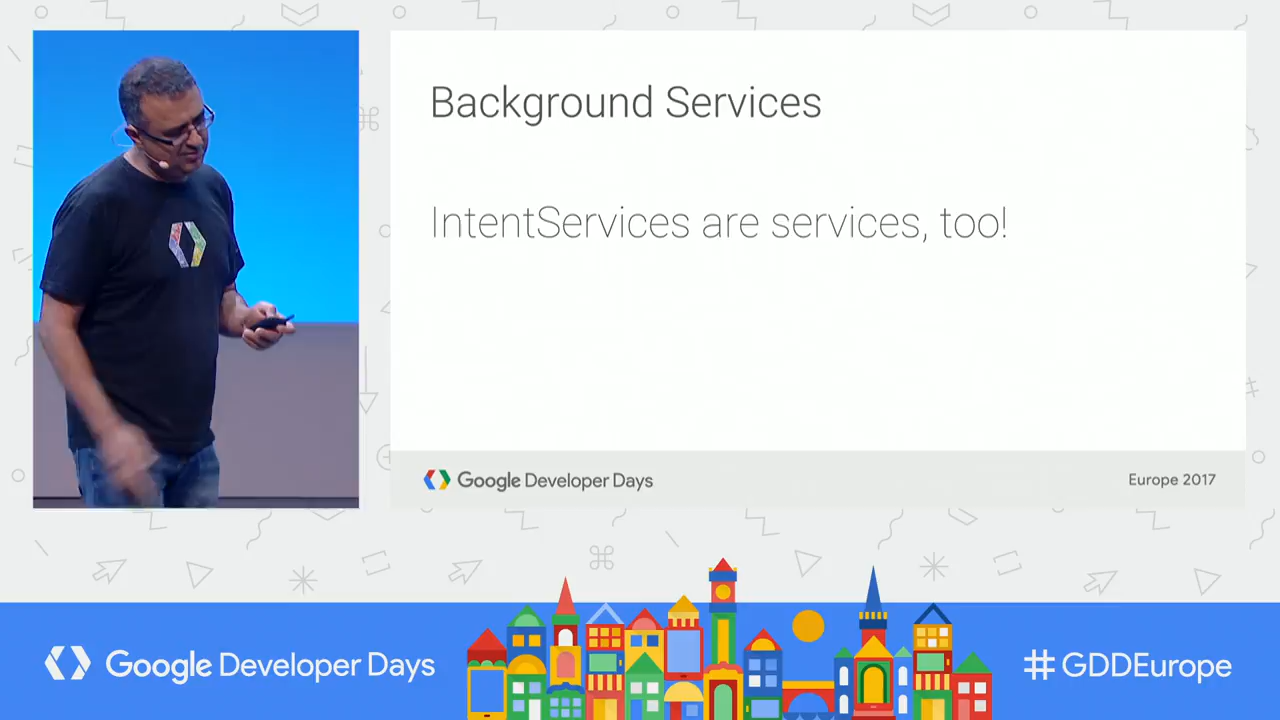 Background Services
IntentServices are services, too!
Google Developer Days
Europe 2017
Google Developer Days
#GDDEurope